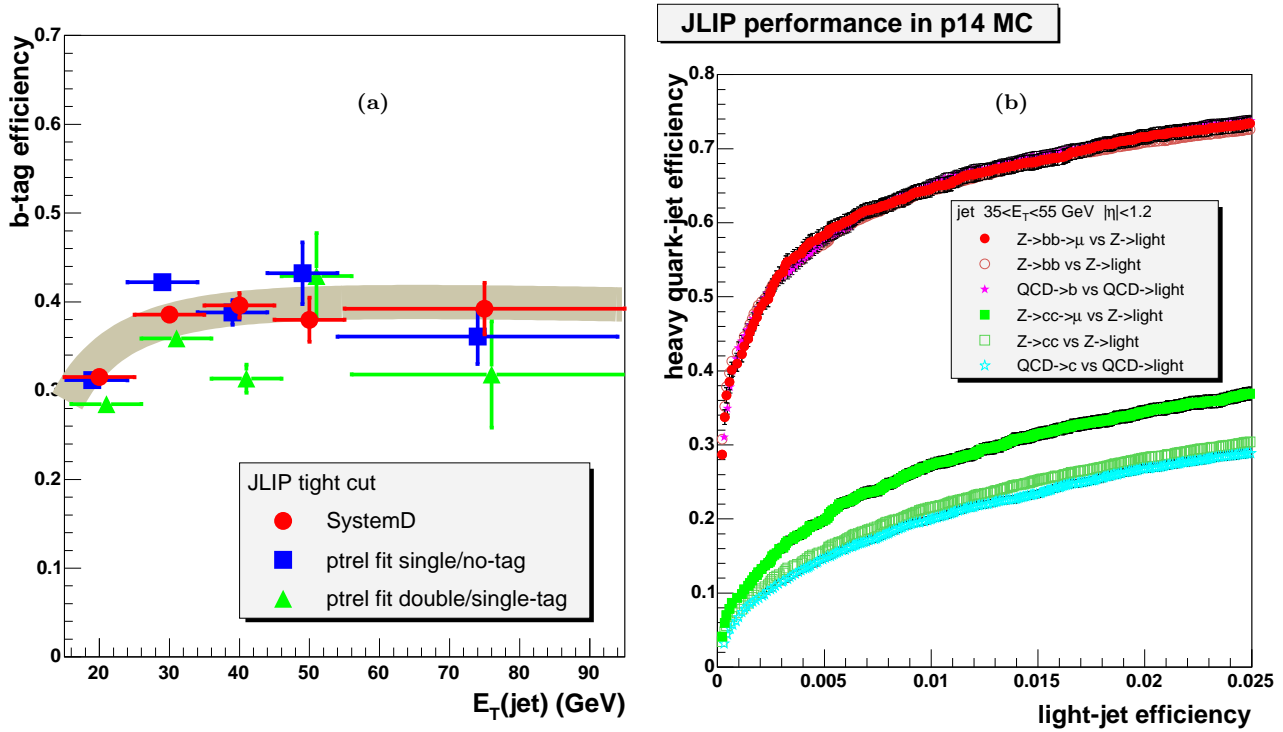 JLIP performance in p14 MC
b-tag efficiency
0.7
0.6
0.5
0.4
0.3
0.2
0.1
0
(a)
JLIP tight cut
SystemD
ptrel fit single/no-tag
ptrel fit double/single-tag
20 30 40 50 60 70 80 90
E_T(jet) (GeV)
heavy quark-jet efficiency
0.8
0.7
0.6
0.5
0.4
0.3
0.2
0.1
0
(b)
jet 35<E_T<55 GeV |η|<1.2
Z->bb->μ vs Z->light
Z->bb vs Z->light
QCD->b vs QCD->light
Z->cc->μ vs Z->light
Z->cc vs Z->light
QCD->c vs QCD->light
0 0.005 0.01 0.015 0.02 0.025
light-jet efficiency